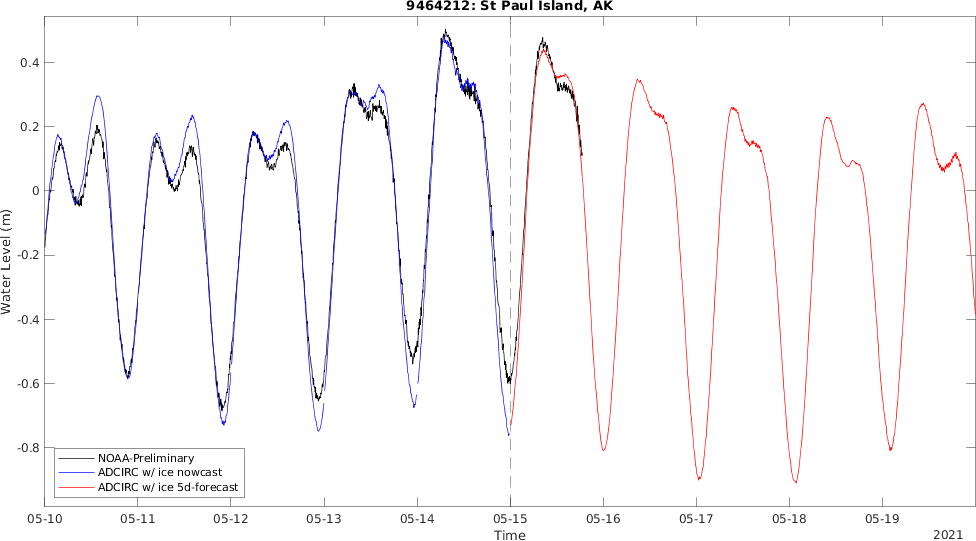 9464212: St Paul Island, AK
Water Level (m)
0.4
0.2
0
-0.2
-0.4
-0.6
-0.8
NOAA-Preliminary
ADCIRC w/ ice nowcast
ADCIRC w/ ice 5d-forecast
05-10 05-11 05-12 05-13 05-14 05-15 05-16 05-17 05-18 05-19
Time
2021